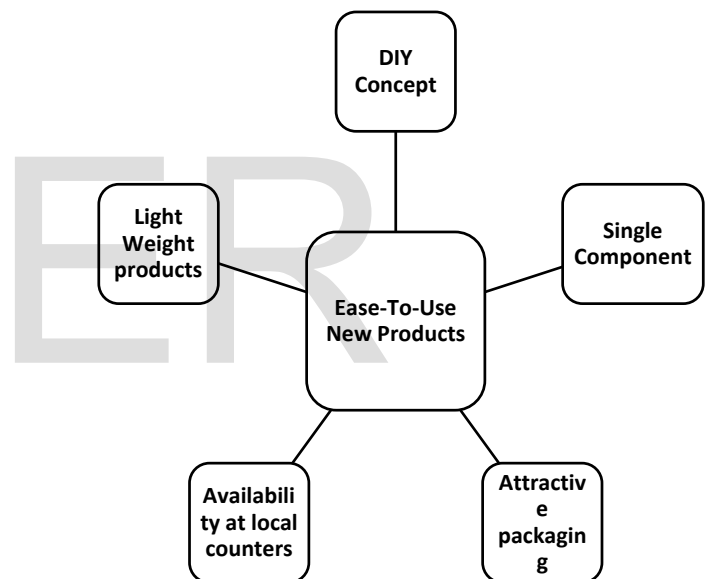 DIY
Concept
Light
Weight
products
Single
Component
Ease-To-Use
New Products
Availabili
ty at local
counters
Attractiv
e
packagin
g
ER